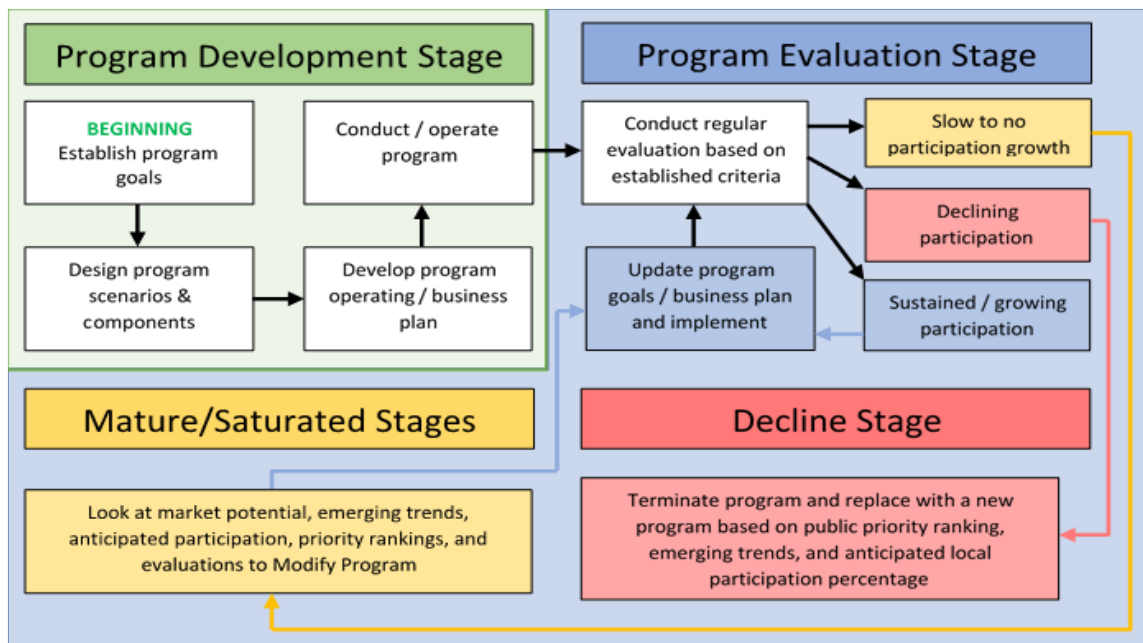 Program Development Stage
BEGINNING
Establish program
goals
Design program
scenarios &
components
Develop program
operating / business
plan
Conduct / operate
program
Program Evaluation Stage
Conduct regular
evaluation based on
established criteria
Slow to no
participation growth
Declining
participation
Sustained / growing
participation
Update program
goals / business plan
and implement
Mature/Saturated Stages
Look at market potential, emerging trends,
anticipated participation, priority rankings, and
evaluations to Modify Program
Decline Stage
Terminate program and replace with a new
program based on public priority ranking,
emerging trends, and anticipated local
participation percentage